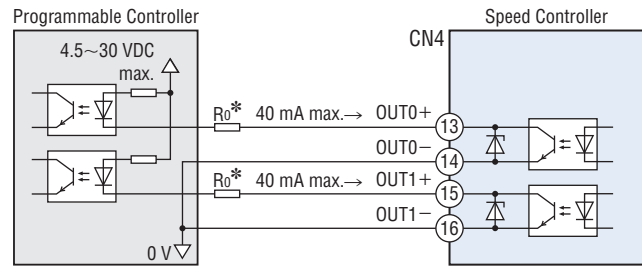 Programmable Controller
Speed Controller
CN4
4.5~30 VDC
max.
R0* 40 mA max.→ OUT0+ 13
OUT0− 14
R0* 40 mA max.→ OUT1+ 15
OUT1− 16
0 V